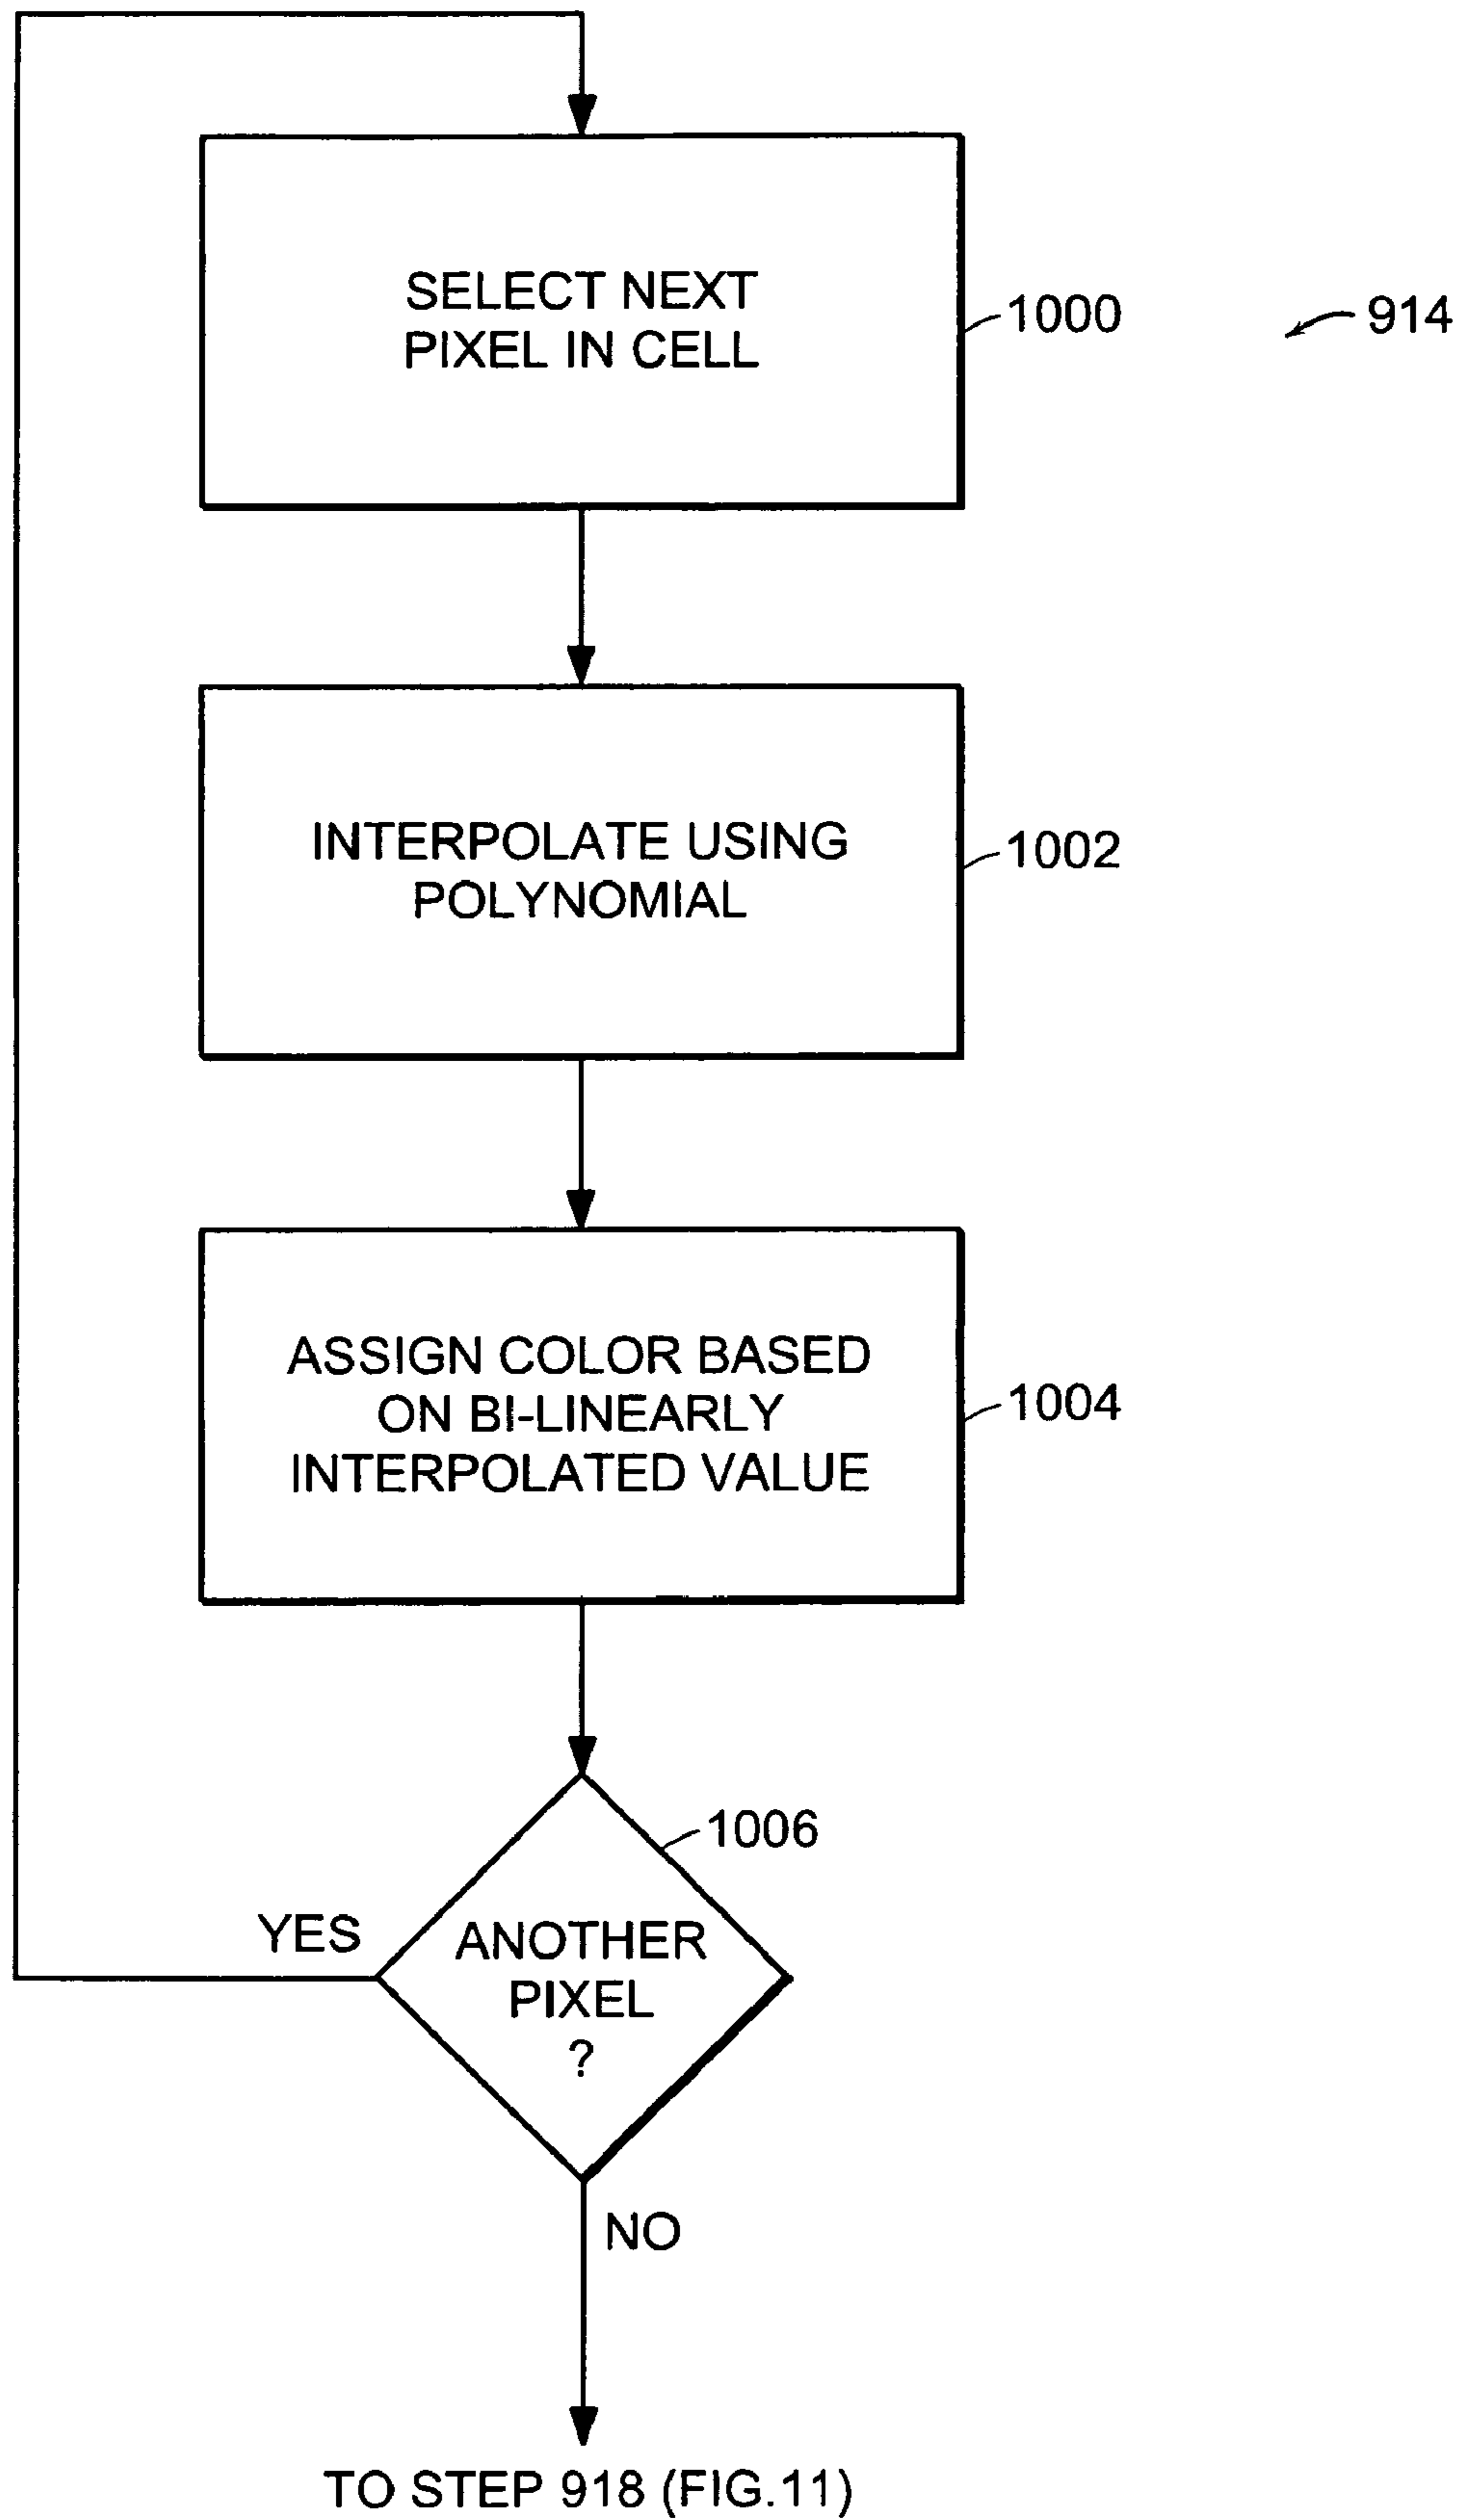 SELECT NEXT
PIXEL IN CELL
1000
914
INTERPOLATE USING
POLYNOMIAL
1002
ASSIGN COLOR BASED
ON BI-LINEARLY
INTERPOLATED VALUE
1004
1006
YES
ANOTHER
PIXEL
?
NO
TO STEP 918 (FIG.11)